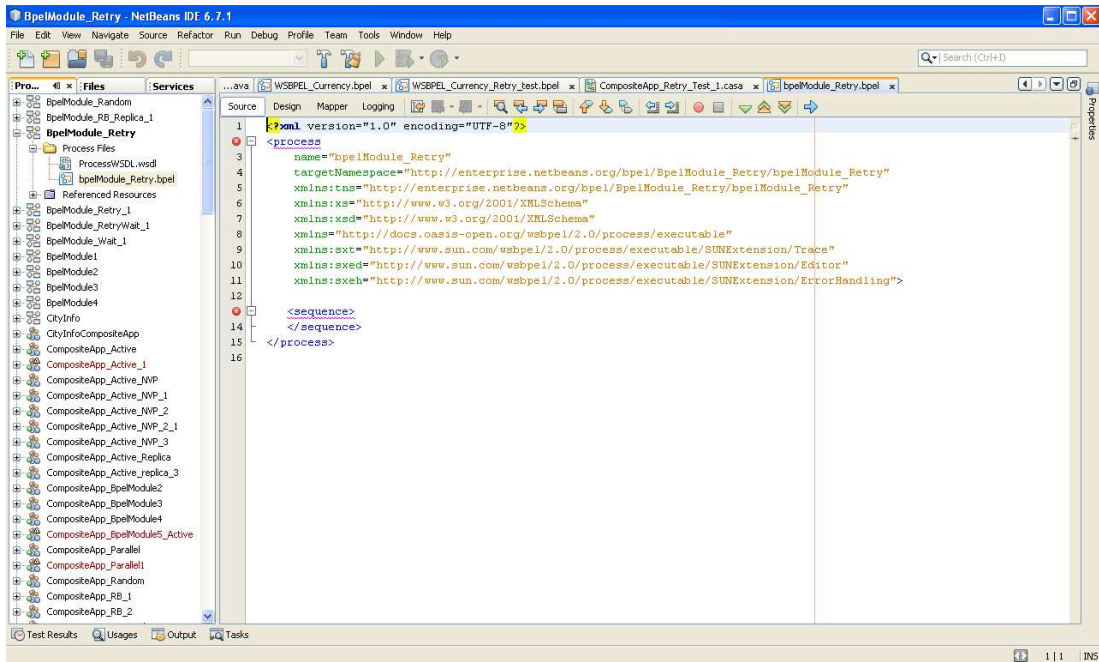 BpelModule_Retry - NetBeans IDE 6.7.1
File Edit View Navigate Source Refactor Run Debug Profile Team Tools Window Help
Search (Ctrl+I)
Pro... Files Services
...ava WSBPEL_Currency.bpel WSBPEL_Currency_Retry_test.bpel CompositeApp_Retry_Test_1.casa bpelModule_Retry.bpel
Source Design Mapper Logging
Properties
BpelModule_Random
BpelModule_RB_Replica_1
BpelModule_Retry
Process Files
ProcessWSDL.wsdl
bpelModule_Retry.bpel
Referenced Resources
BpelModule_Retry_1
BpelModule_RetryWait_1
BpelModule_Wait_1
BpelModule1
BpelModule2
BpelModule3
BpelModule4
CityInfo
CityInfoCompositeApp
CompositeApp_Active
CompositeApp_Active_1
CompositeApp_Active_NVP
CompositeApp_Active_NVP_1
CompositeApp_Active_NVP_2
CompositeApp_Active_NVP_2_1
CompositeApp_Active_NVP_3
CompositeApp_Active_Replica
CompositeApp_Active_replica_3
CompositeApp_BpelModule2
CompositeApp_BpelModule3
CompositeApp_BpelModule4
CompositeApp_BpelModule5_Active
CompositeApp_Parallel
CompositeApp_Parallel1
CompositeApp_Random
CompositeApp_RB_1
CompositeApp_RB_2
1 <?xml version="1.0" encoding="UTF-8"?>
<process
3 name="bpelModule_Retry"
4 targetNamespace="http://enterprise.netbeans.org/bpel/BpelModule_Retry/bpelModule_Retry"
5 xmlns:tns="http://enterprise.netbeans.org/bpel/BpelModule_Retry/bpelModule_Retry"
6 xmlns:xs="http://www.w3.org/2001/XMLSchema"
7 xmlns:xsd="http://www.w3.org/2001/XMLSchema"
8 xmlns="http://docs.oasis-open.org/wsbpel/2.0/process/executable"
9 xmlns:sxt="http://www.sun.com/wsbpel/2.0/process/executable/SUNExtension/Trace"
10 xmlns:sxed="http://www.sun.com/wsbpel/2.0/process/executable/SUNExtension/Editor"
11 xmlns:sxeh="http://www.sun.com/wsbpel/2.0/process/executable/SUNExtension/ErrorHandling">
12
<sequence>
14 </sequence>
15 </process>
16
Test Results Usages Output Tasks
1|1 INS